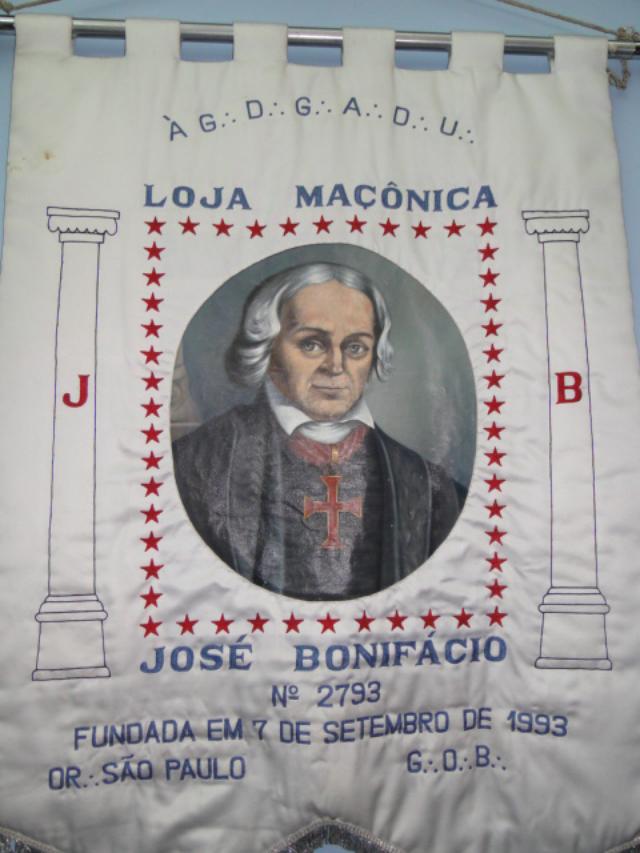 À G∴ D∴ G∴ A∴ D∴ U∴
LOJA MAÇÔNICA
J
B
JOSÉ BONIFÁCIO
Nº 2793
FUNDADA EM 7 DE SETEMBRO DE 1993
OR∴ SÃO PAULO
G∴O∴B∴